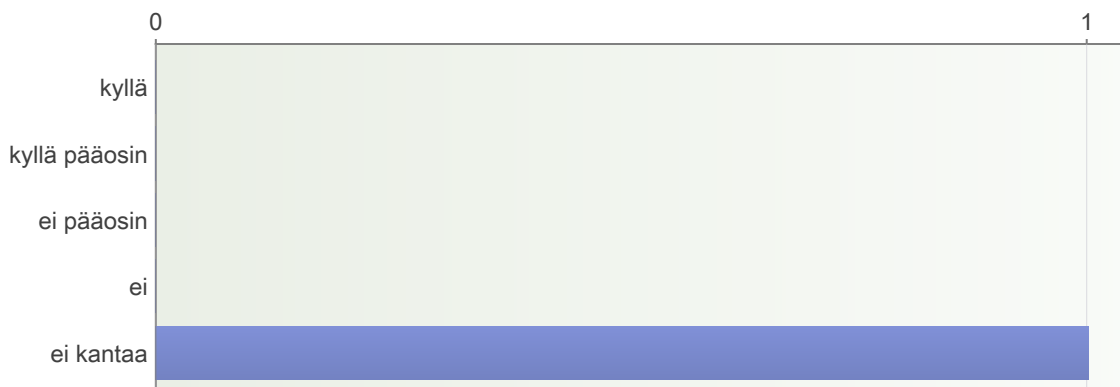 0 1
kyllä
kyllä pääosin
ei pääosin
ei
ei kantaa